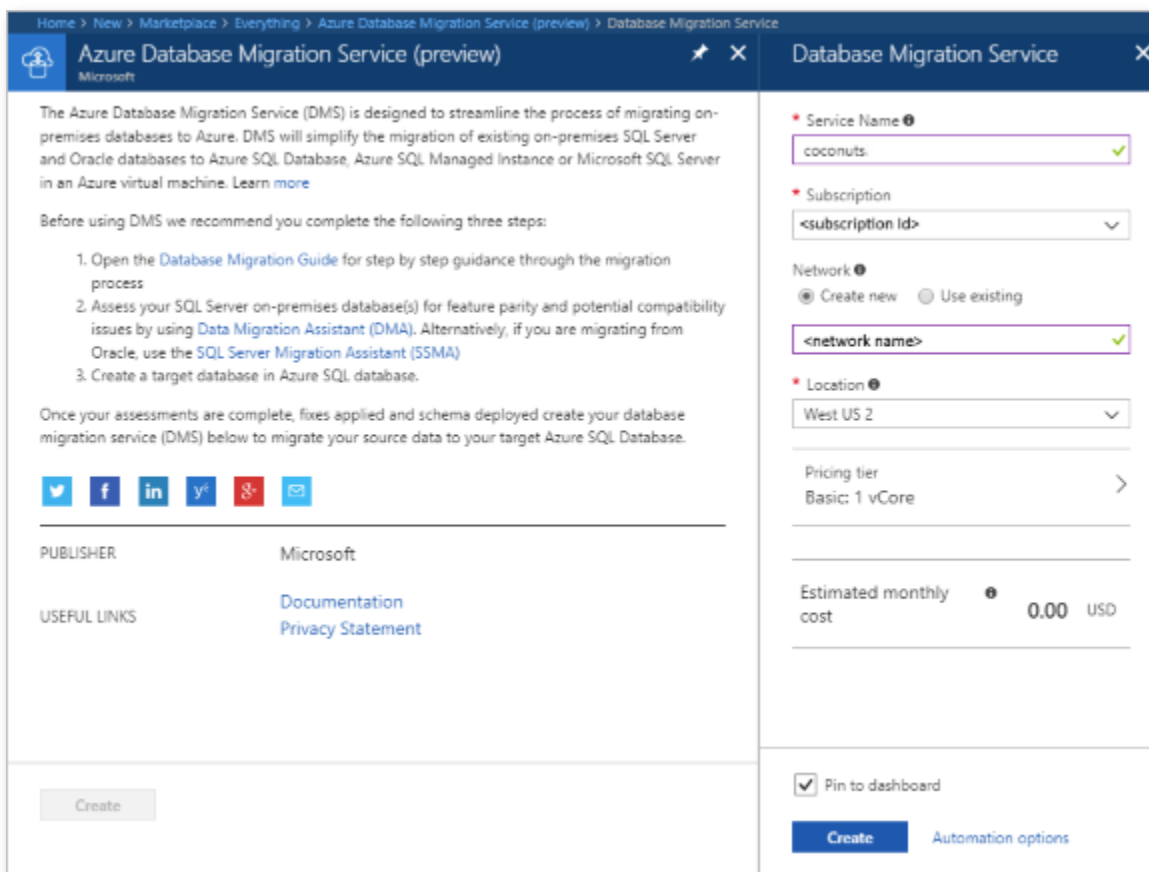 Home > New > Marketplace > Everything > Azure Database Migration Service (preview) > Database Migration Service
Azure Database Migration Service (preview)
Microsoft
The Azure Database Migration Service (DMS) is designed to streamline the process of migrating on-
premises databases to Azure. DMS will simplify the migration of existing on-premises SQL Server
and Oracle databases to Azure SQL Database, Azure SQL Managed Instance or Microsoft SQL Server
in an Azure virtual machine. Learn more
Before using DMS we recommend you complete the following three steps:
1. Open the Database Migration Guide for step by step guidance through the migration
process
2. Assess your SQL Server on-premises database(s) for feature parity and potential compatibility
issues by using Data Migration Assistant (DMA). Alternatively, if you are migrating from
Oracle, use the SQL Server Migration Assistant (SSMA)
3. Create a target database in Azure SQL database.
Once your assessments are complete, fixes applied and schema deployed create your database
migration service (DMS) below to migrate your source data to your target Azure SQL Database.
PUBLISHER Microsoft
USEFUL LINKS
Documentation
Privacy Statement
Create
Database Migration Service
* Service Name
coconuts
* Subscription
<subscription Id>
Network
Create new Use existing
<network name>
* Location
West US 2
Pricing tier
Basic: 1 vCore
Estimated monthly
cost
0.00 USD
Pin to dashboard
Create Automation options